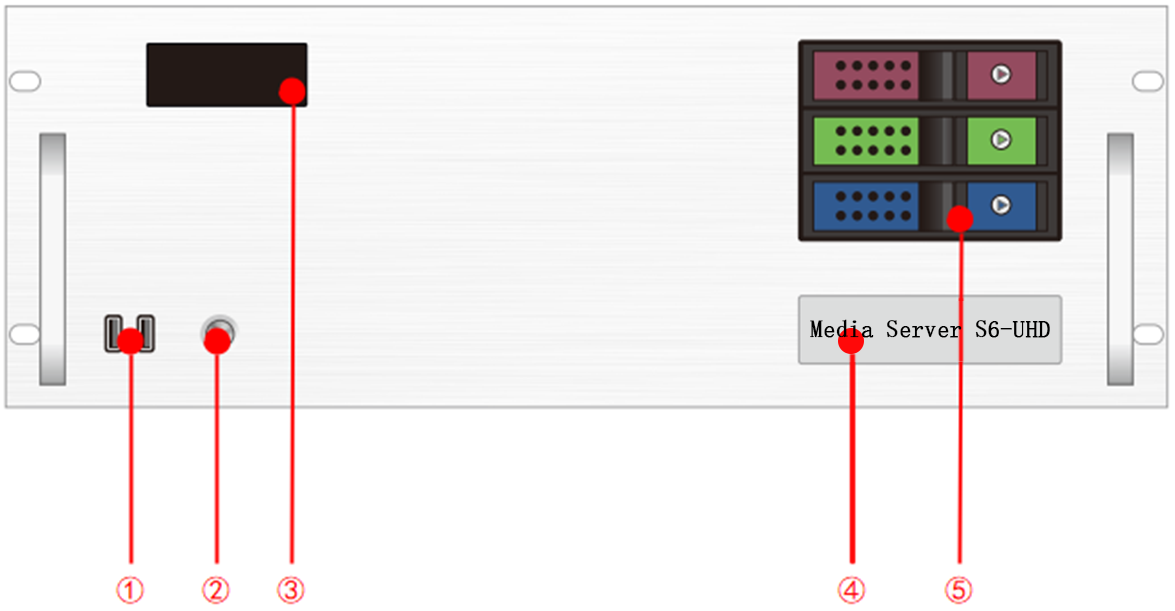 Media Server S6-UHD
① ② ③ ④ ⑤